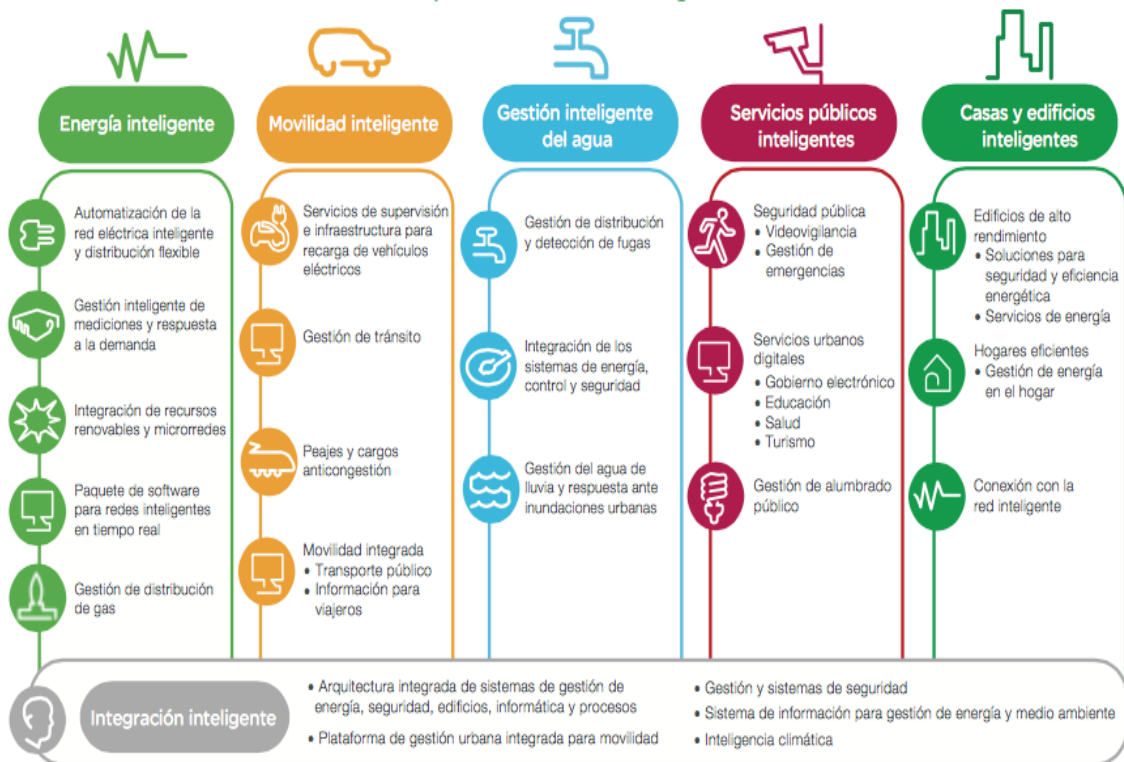 Energía inteligente
Automatización de la
red eléctrica inteligente
y distribución flexible
Gestión inteligente de
mediciones y respuesta
a la demanda
Integración de recursos
renovables y microrredes
Paquete de software
para redes inteligentes
en tiempo real
Gestión de distribución
de gas
Movilidad inteligente
Servicios de supervisión
e infraestructura para
recarga de vehículos
eléctricos
Gestión de tránsito
Peajes y cargos
anticongestión
Movilidad integrada
• Transporte público
• Información para
viajeros
Gestión inteligente
del agua
Gestión de distribución
y detección de fugas
Integración de los
sistemas de energía,
control y seguridad
Gestión del agua de
lluvia y respuesta ante
inundaciones urbanas
Servicios públicos
inteligentes
Seguridad pública
• Videovigilancia
• Gestión de
emergencias
Servicios urbanos
digitales
• Gobierno electrónico
• Educación
• Salud
• Turismo
Gestión de alumbrado
público
Casas y edificios
inteligentes
Edificios de alto
rendimiento
• Soluciones para
seguridad y eficiencia
energética
• Servicios de energía
Hogares eficientes
• Gestión de energía
en el hogar
Conexión con la
red inteligente
Integración inteligente
• Arquitectura integrada de sistemas de gestión de
energía, seguridad, edificios, informática y procesos
• Plataforma de gestión urbana integrada para movilidad
• Gestión y sistemas de seguridad
• Sistema de información para gestión de energía y medio ambiente
• Inteligencia climática